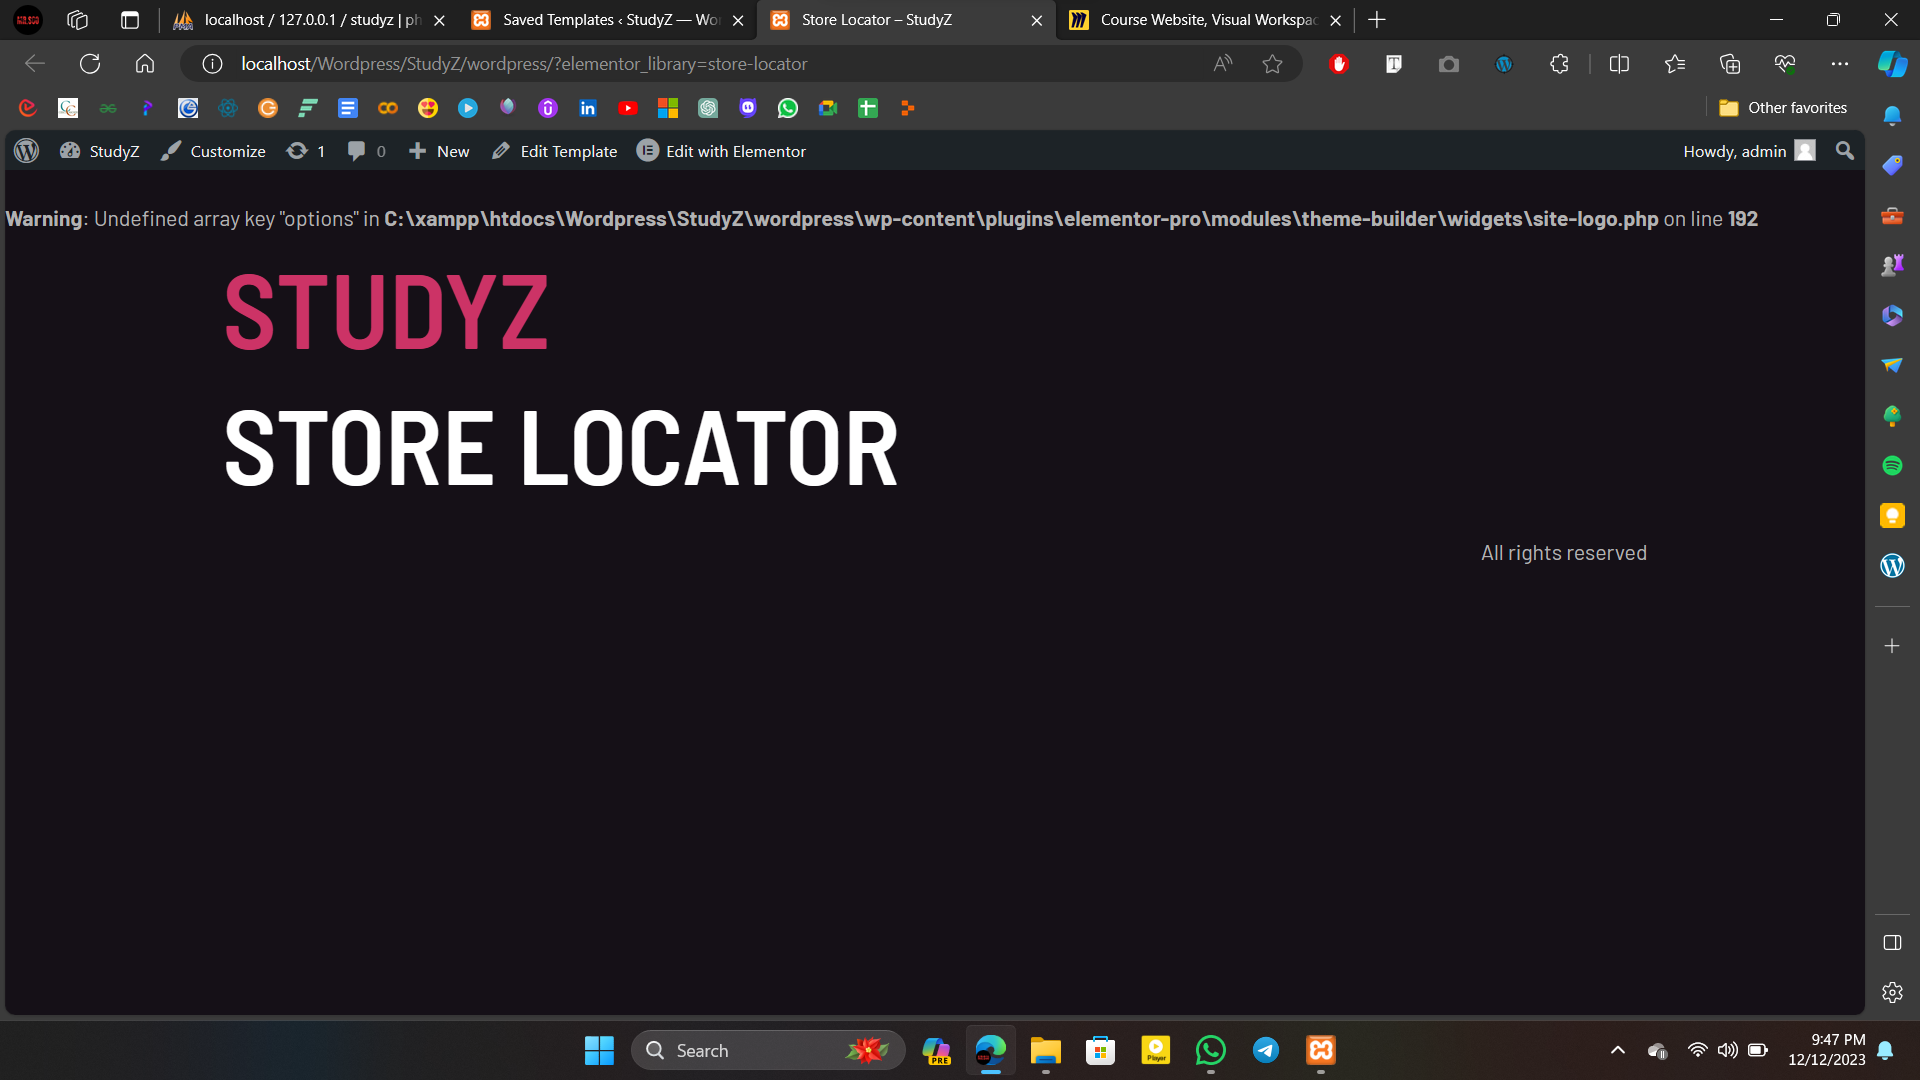 localhost / 127.0.0.1 / studyz | ph
Saved Templates ‹ StudyZ — Wor
Store Locator – StudyZ
Course Website, Visual Workspac
localhost/Wordpress/StudyZ/wordpress/?elementor_library=store-locator
Other favorites
StudyZ
Customize
1
0
New
Edit Template
Edit with Elementor
Howdy, admin
Warning: Undefined array key "options" in C:\xampp\htdocs\Wordpress\StudyZ\wordpress\wp-content\plugins\elementor-pro\modules\theme-builder\widgets\site-logo.php on line 192
STUDYZ
STORE LOCATOR
All rights reserved
Search
PRE
Player
9:47 PM
12/12/2023